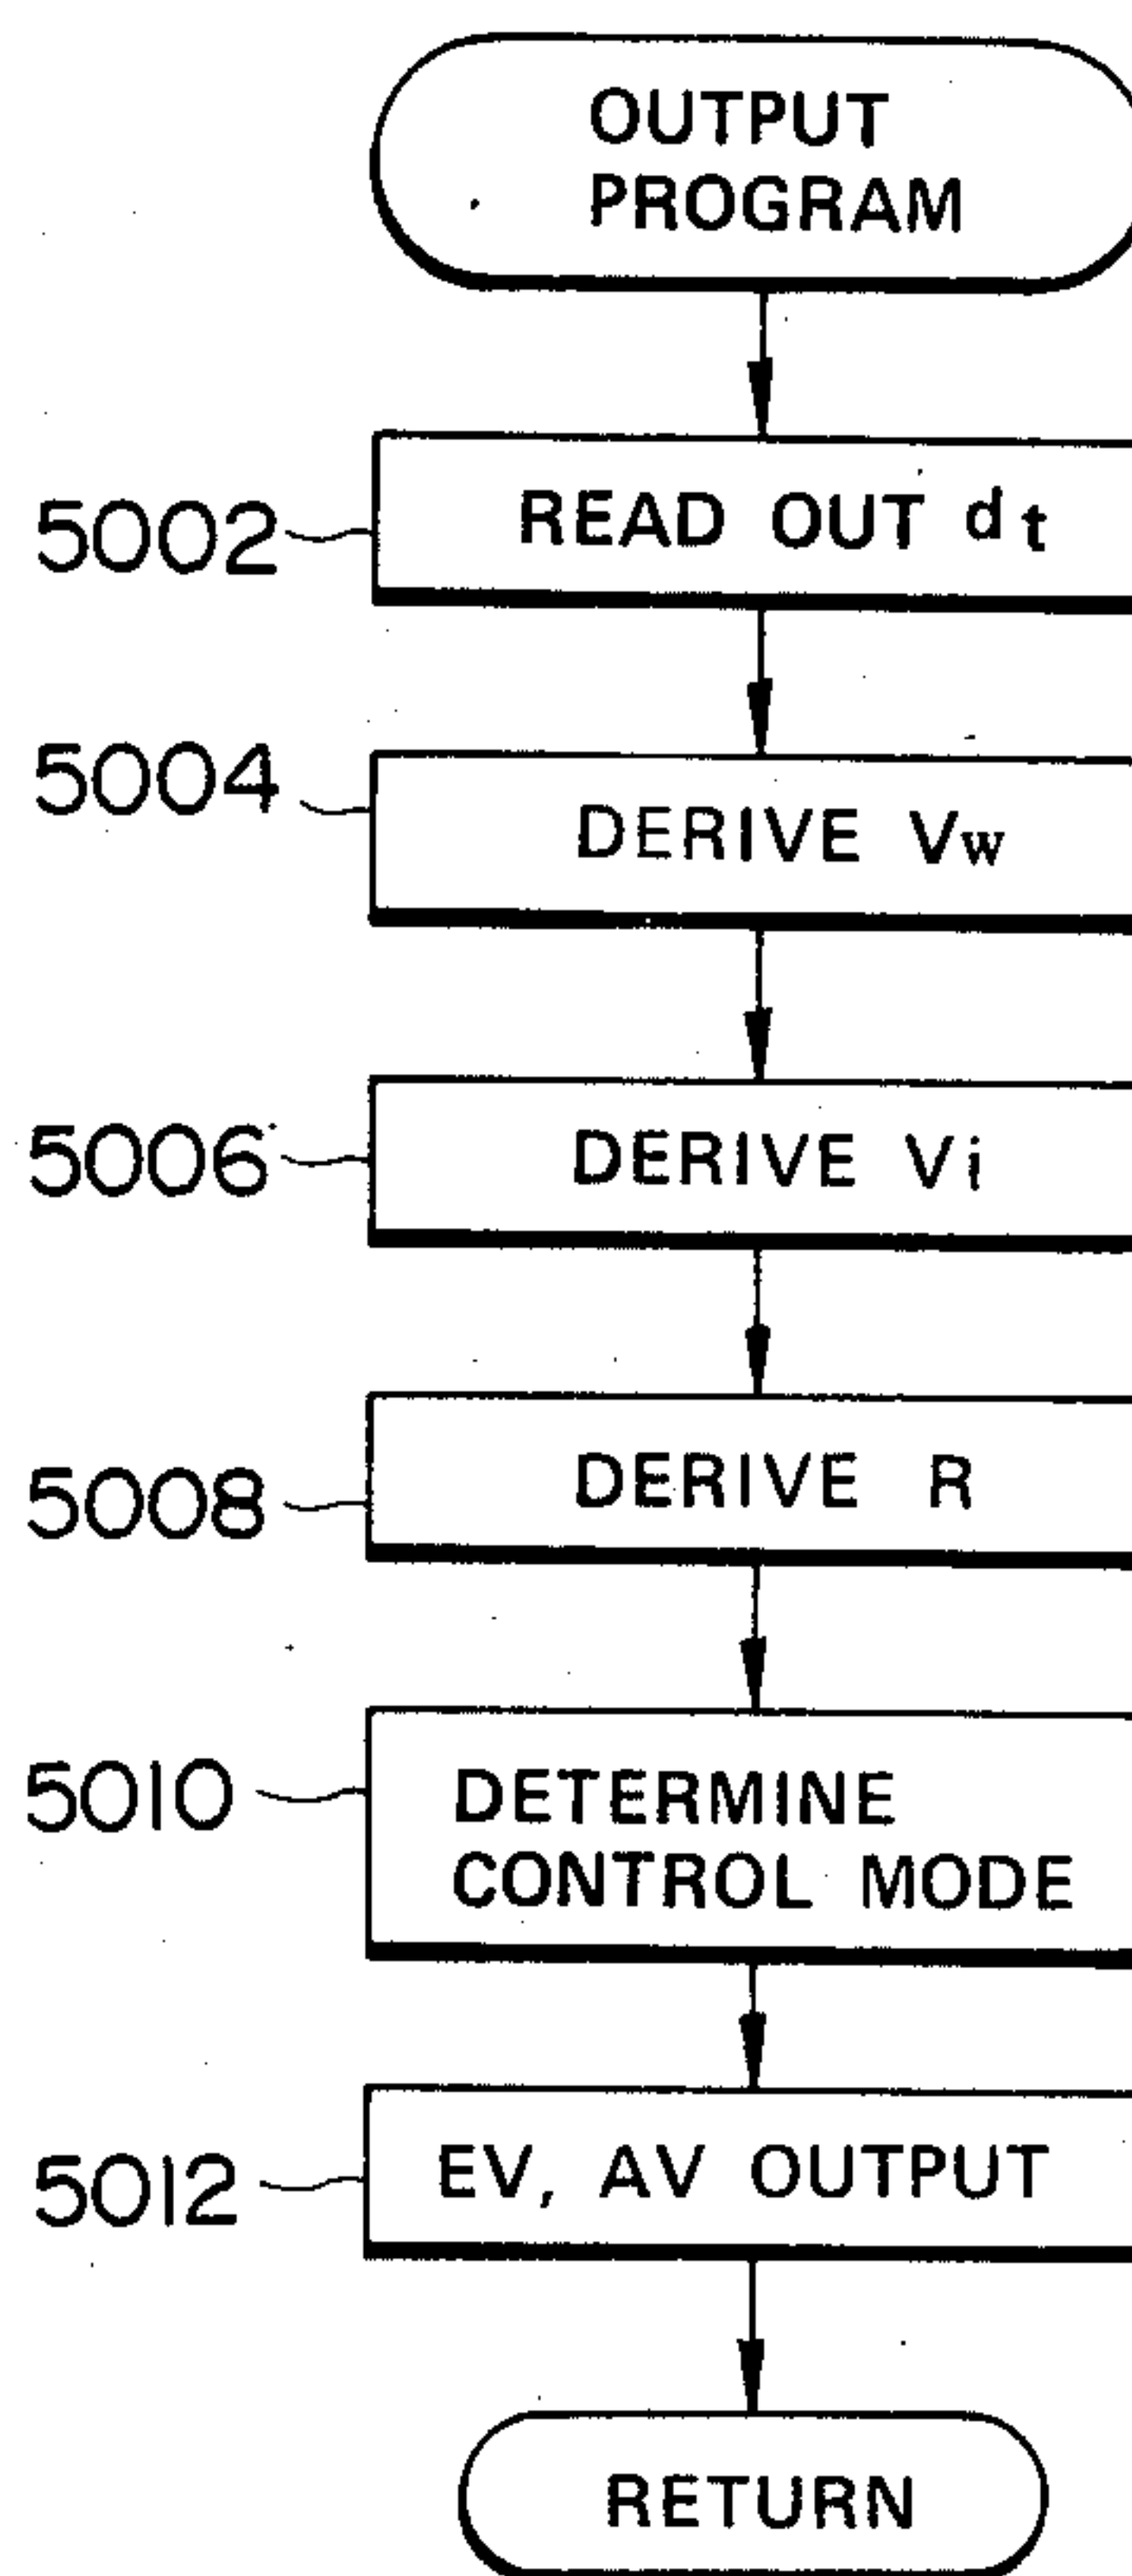 OUTPUT
PROGRAM
5002
READ OUT dt
5004
DERIVE Vw
5006
DERIVE Vi
5008
DERIVE R
5010
DETERMINE
CONTROL MODE
5012
EV, AV OUTPUT
RETURN